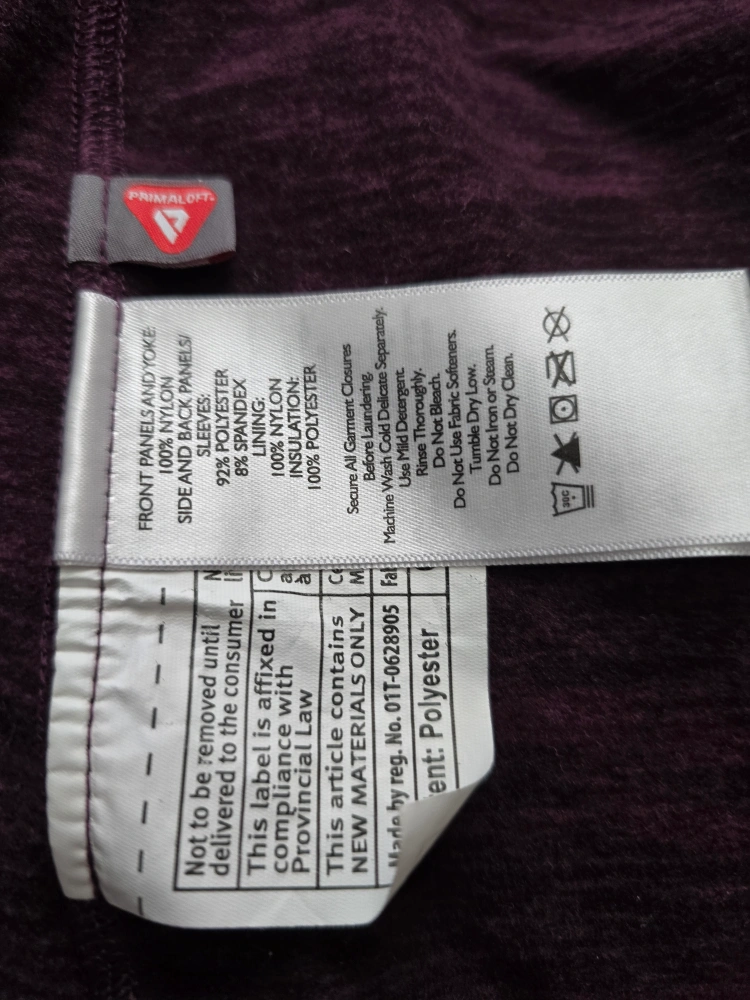 PRIMALOFT
FRONT PANELS AND YOKE:
100% NYLON
SIDE AND BACK PANELS/
SLEEVES:
92% POLYESTER
8% SPANDEX
LINING:
100% NYLON
INSULATION:
100% POLYESTER
Secure All Garment Closures
Before Laundering.
Machine Wash Cold Delicate Separately.
Use Mild Detergent.
Rinse Thoroughly.
Do Not Bleach.
Do Not Use Fabric Softeners.
Tumble Dry Low.
Do Not Iron or Steam.
Do Not Dry Clean.
30C
Not to be removed until
delivered to the consumer
This label is affixed in
compliance with
Provincial Law
This article contains
NEW MATERIALS ONLY
Made by reg. No. 01T-0628905
ent: Polyester